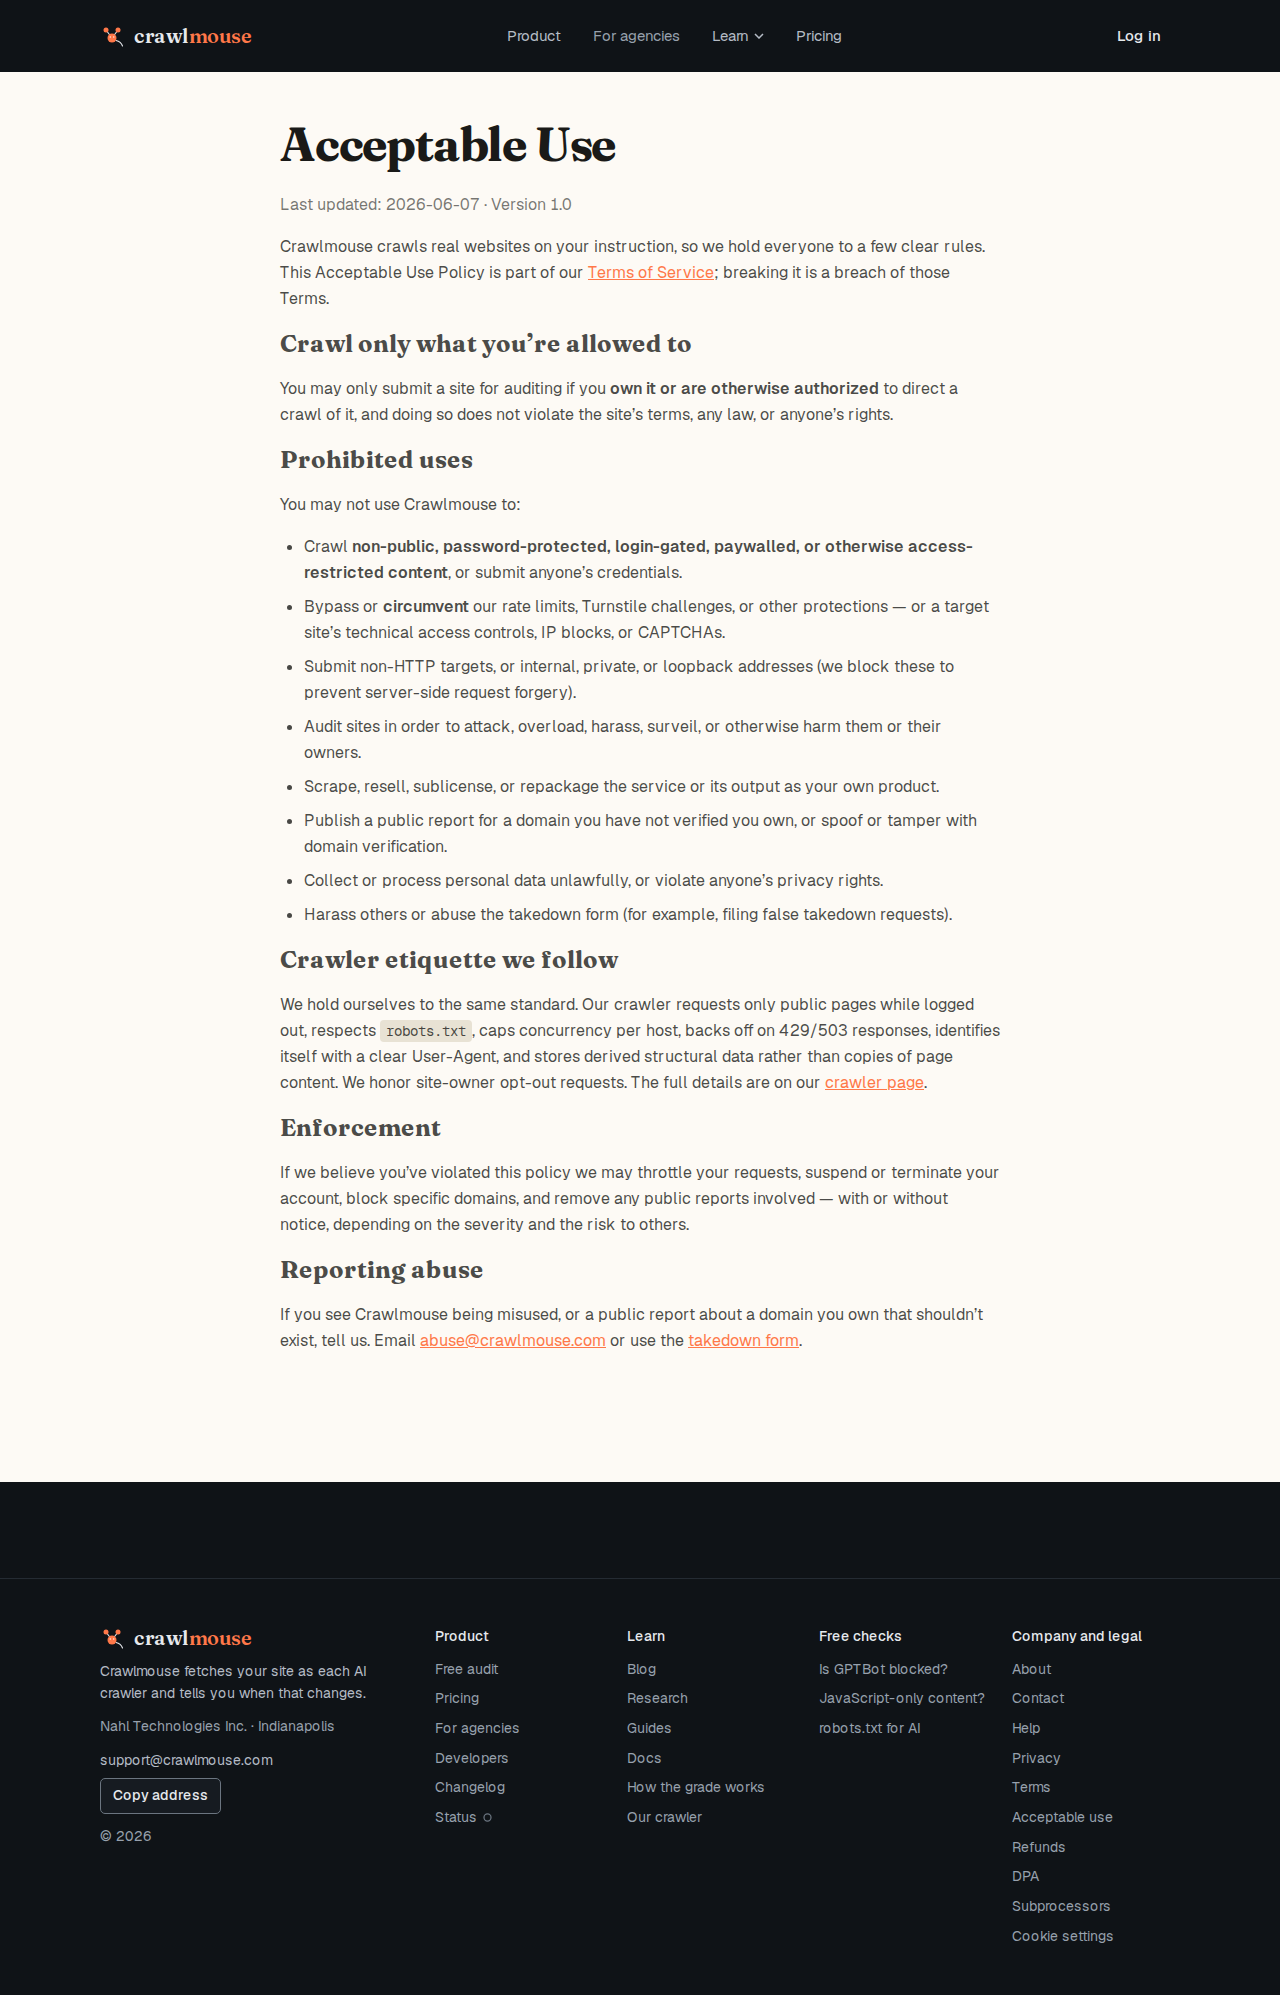 crawlmouse
Product
For agencies
Learn
Pricing
Log in
Acceptable Use
Last updated: 2026-06-07 · Version 1.0
Crawlmouse crawls real websites on your instruction, so we hold everyone to a few clear rules.
This Acceptable Use Policy is part of our Terms of Service; breaking it is a breach of those
Terms.
Crawl only what you’re allowed to
You may only submit a site for auditing if you own it or are otherwise authorized to direct a
crawl of it, and doing so does not violate the site’s terms, any law, or anyone’s rights.
Prohibited uses
You may not use Crawlmouse to:
• Crawl non-public, password-protected, login-gated, paywalled, or otherwise access-
restricted content, or submit anyone’s credentials.
• Bypass or circumvent our rate limits, Turnstile challenges, or other protections — or a target
site’s technical access controls, IP blocks, or CAPTCHAs.
• Submit non-HTTP targets, or internal, private, or loopback addresses (we block these to
prevent server-side request forgery).
• Audit sites in order to attack, overload, harass, surveil, or otherwise harm them or their
owners.
• Scrape, resell, sublicense, or repackage the service or its output as your own product.
• Publish a public report for a domain you have not verified you own, or spoof or tamper with
domain verification.
• Collect or process personal data unlawfully, or violate anyone’s privacy rights.
• Harass others or abuse the takedown form (for example, filing false takedown requests).
Crawler etiquette we follow
We hold ourselves to the same standard. Our crawler requests only public pages while logged
out, respects robots.txt, caps concurrency per host, backs off on 429/503 responses, identifies
itself with a clear User-Agent, and stores derived structural data rather than copies of page
content. We honor site-owner opt-out requests. The full details are on our crawler page.
Enforcement
If we believe you’ve violated this policy we may throttle your requests, suspend or terminate your
account, block specific domains, and remove any public reports involved — with or without
notice, depending on the severity and the risk to others.
Reporting abuse
If you see Crawlmouse being misused, or a public report about a domain you own that shouldn’t
exist, tell us. Email abuse@crawlmouse.com or use the takedown form.
crawlmouse
Crawlmouse fetches your site as each AI
crawler and tells you when that changes.
Nahl Technologies Inc. · Indianapolis
support@crawlmouse.com
Copy address
© 2026
Product
Free audit
Pricing
For agencies
Developers
Changelog
Status
Learn
Blog
Research
Guides
Docs
How the grade works
Our crawler
Free checks
Is GPTBot blocked?
JavaScript-only content?
robots.txt for AI
Company and legal
About
Contact
Help
Privacy
Terms
Acceptable use
Refunds
DPA
Subprocessors
Cookie settings